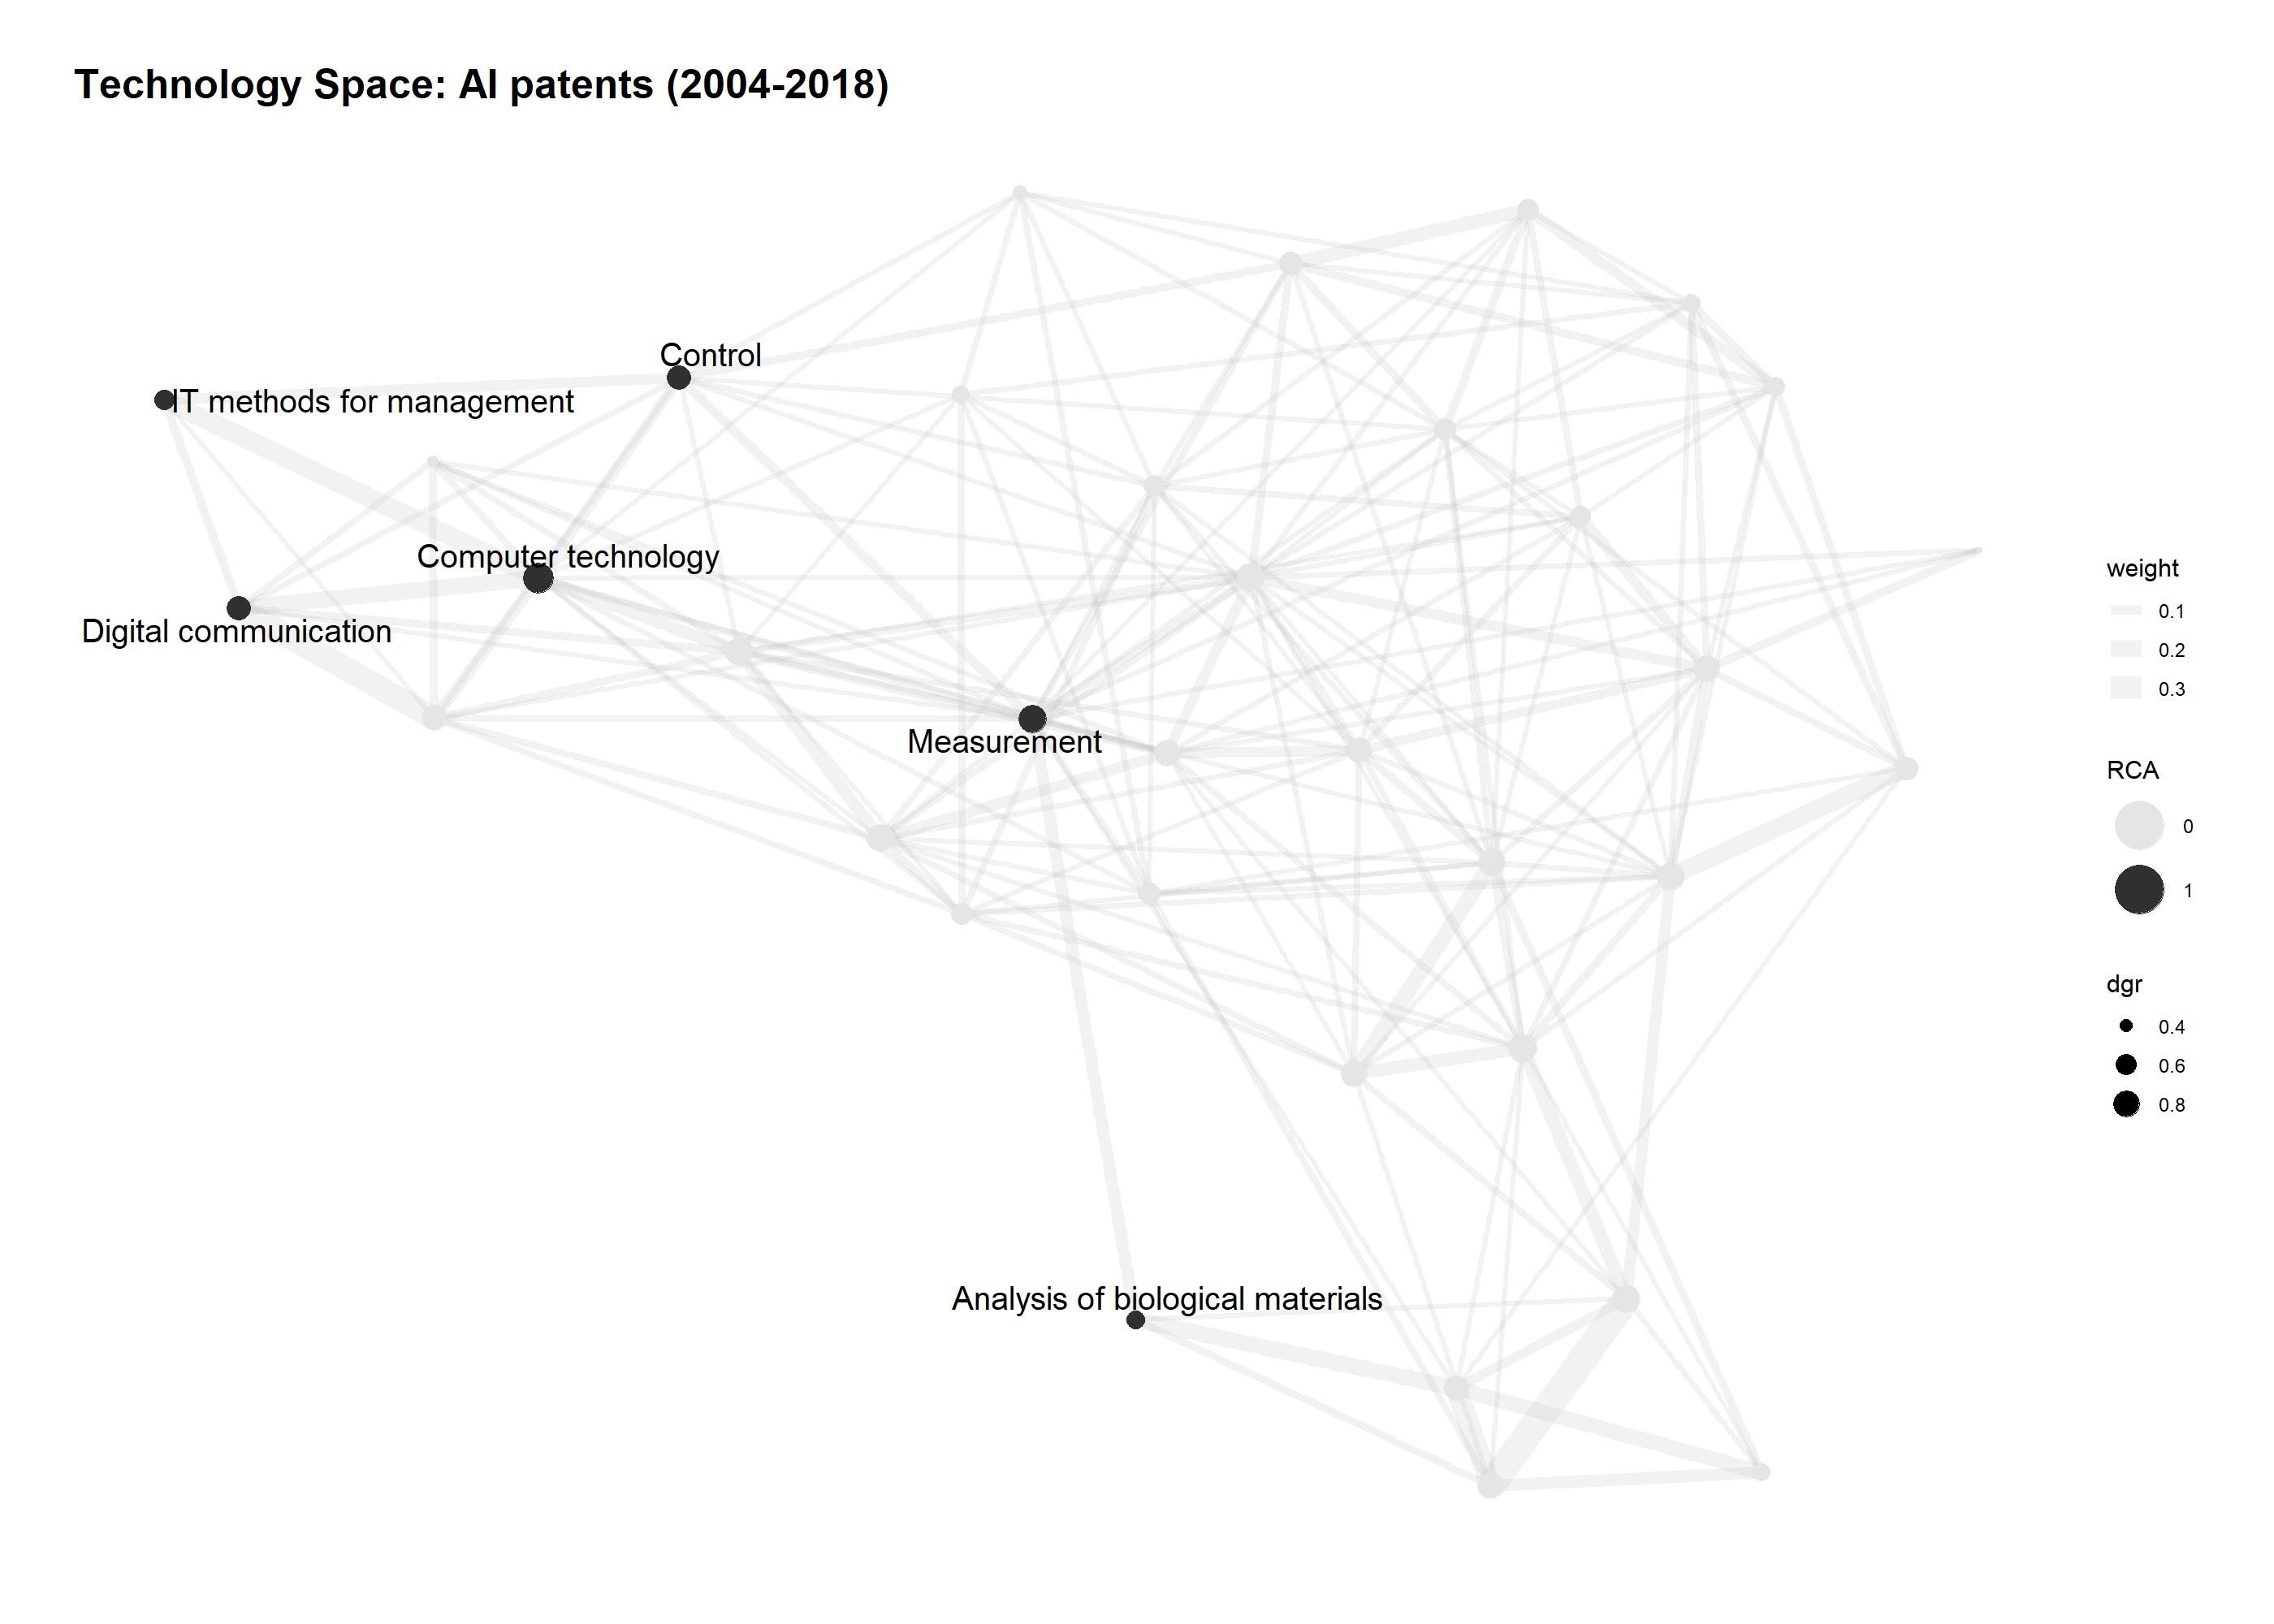 Technology Space: AI patents (2004-2018)
Control
IT methods for management
Computer technology
Digital communication
Measurement
Analysis of biological materials
weight
0.1
0.2
0.3
RCA
0
1
dgr
0.4
0.6
0.8